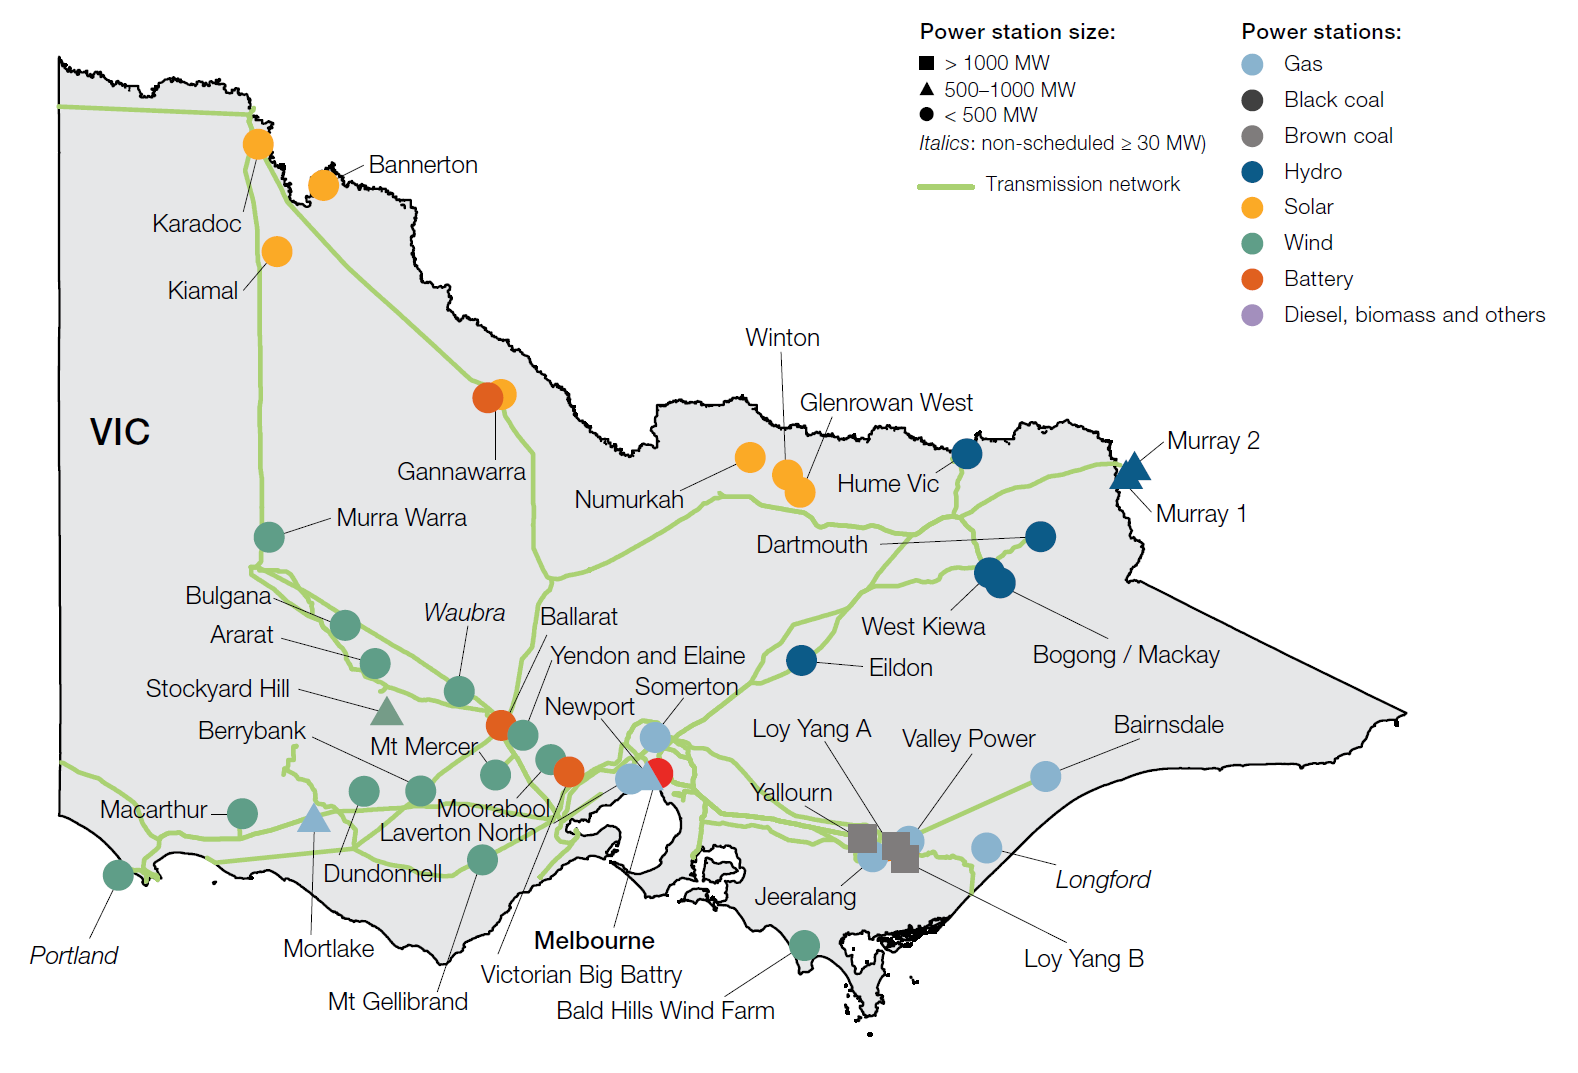 Power station size:
> 1000 MW
500–1000 MW
< 500 MW
Italics: non-scheduled ≥ 30 MW)
Transmission network
Power stations:
Gas
Black coal
Brown coal
Hydro
Solar
Wind
Battery
Diesel, biomass and others
Bannerton
Karadoc
Kiamal
Winton
Glenrowan West
VIC
Murray 2
Gannawarra
Numurkah
Hume Vic
Murray 1
Murra Warra
Dartmouth
Bulgana
Waubra
Ballarat
Ararat
West Kiewa
Yendon and Elaine
Bogong / Mackay
Eildon
Stockyard Hill
Somerton
Newport
Berrybank
Loy Yang A
Bairnsdale
Valley Power
Mt Mercer
Yallourn
Macarthur
Moorabool
Laverton North
Dundonnell
Longford
Jeeralang
Melbourne
Mortlake
Portland
Loy Yang B
Victorian Big Battry
Mt Gellibrand
Bald Hills Wind Farm